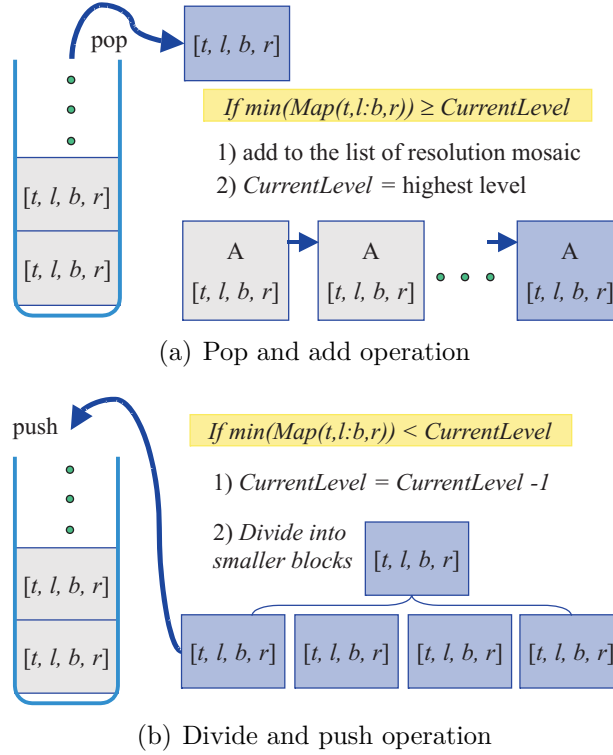 pop
[t, l, b, r]
If min(Map(t,l:b,r)) ≥ CurrentLevel
1) add to the list of resolution mosaic
2) CurrentLevel = highest level
[t, l, b, r]
[t, l, b, r]
A
[t, l, b, r]
A
[t, l, b, r]
A
[t, l, b, r]
(a) Pop and add operation
push
If min(Map(t,l:b,r)) < CurrentLevel
1) CurrentLevel = CurrentLevel -1
2) Divide into
smaller blocks
[t, l, b, r]
[t, l, b, r]
[t, l, b, r]
[t, l, b, r]
[t, l, b, r]
[t, l, b, r]
[t, l, b, r]
(b) Divide and push operation